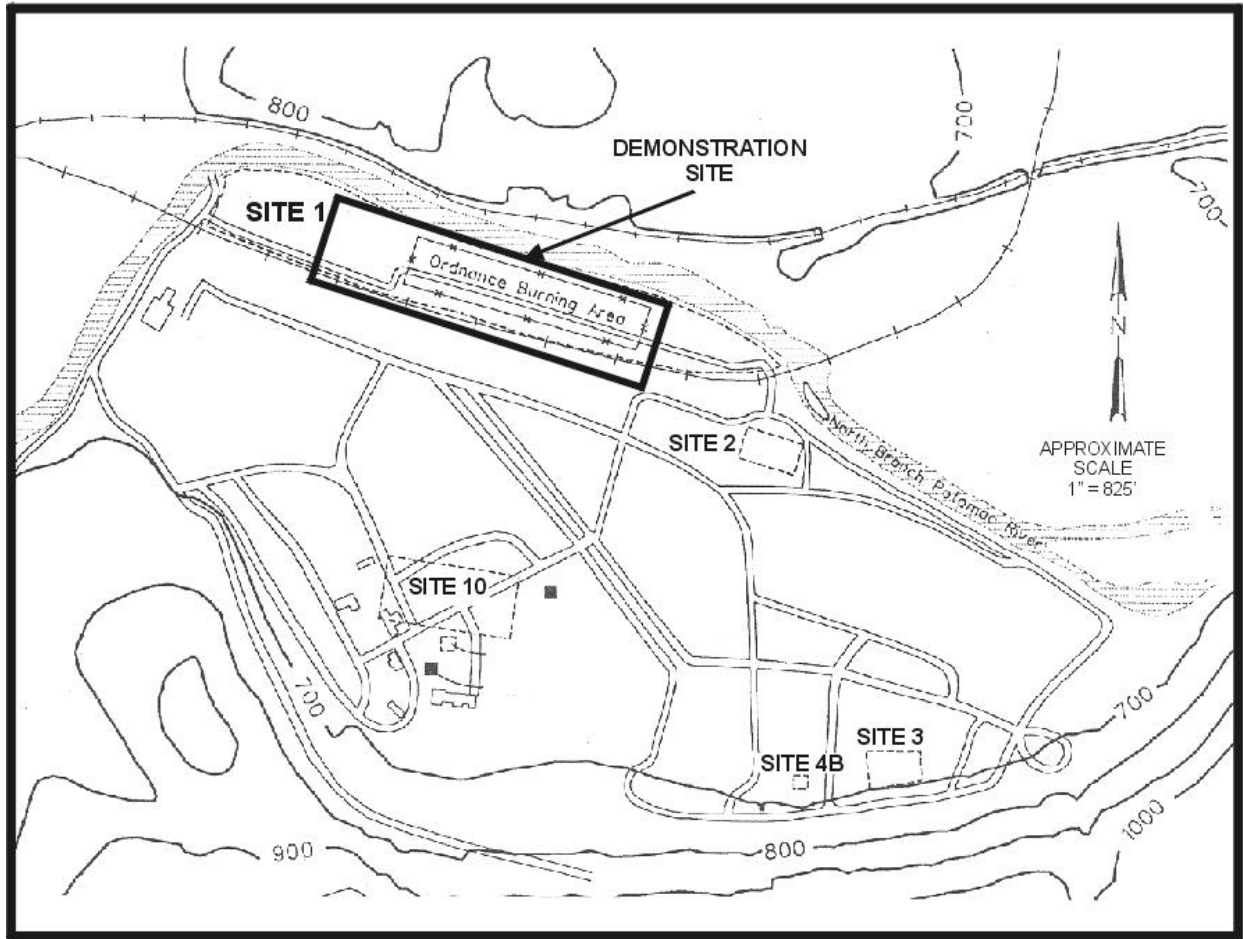 800
700
DEMONSTRATION
SITE
700
SITE 1
Ordnance Burning Area
N
APPROXIMATE
SCALE
1" = 825'
SITE 2
North Branch Potomac River
SITE 10
700
700
SITE 3
SITE 4B
900
800
1000